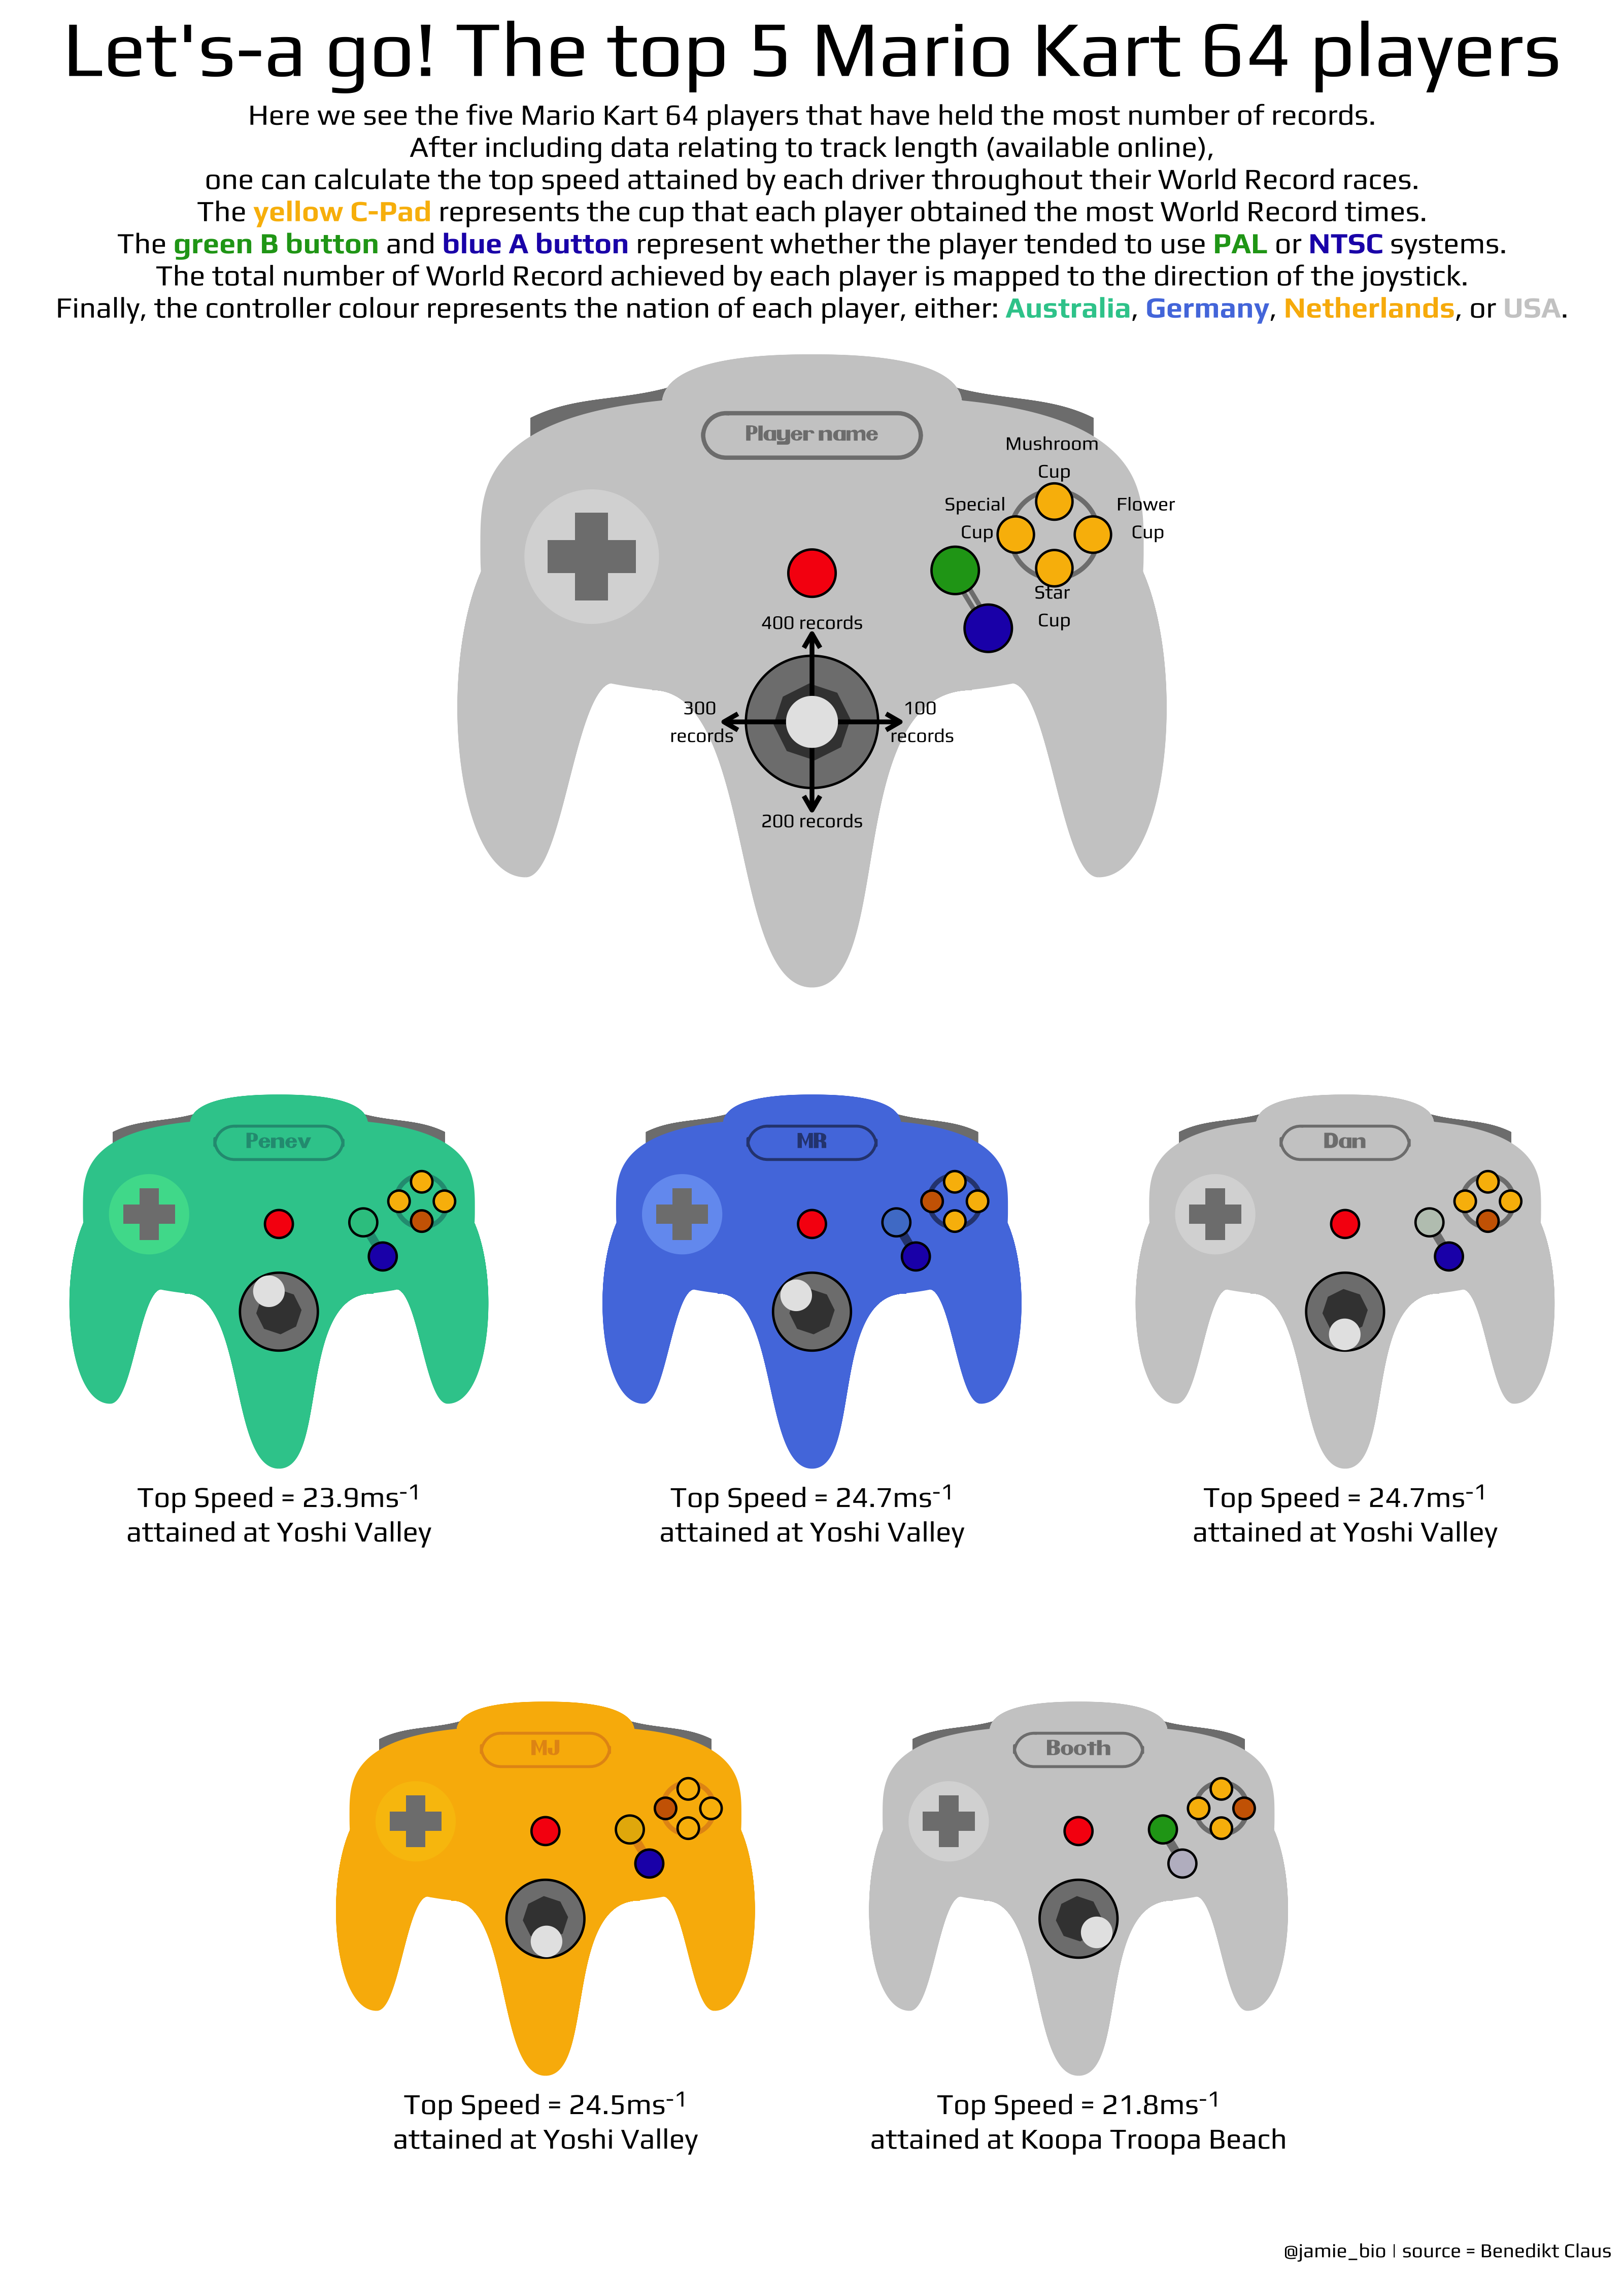 Let's-a go! The top 5 Mario Kart 64 players
Here we see the five Mario Kart 64 players that have held the most number of records.
After including data relating to track length (available online),
one can calculate the top speed attained by each driver throughout their World Record races.
The yellow C-Pad represents the cup that each player obtained the most World Record times.
The green B button and blue A button represent whether the player tended to use PAL or NTSC systems.
The total number of World Record achieved by each player is mapped to the direction of the joystick.
Finally, the controller colour represents the nation of each player, either: Australia, Germany, Netherlands, or USA.
Player name
Mushroom
Cup
Special
Cup
Flower
Cup
Star
Cup
400 records
300
records
100
records
200 records
Penev
MR
Dan
Top Speed = 23.9ms⁻¹
attained at Yoshi Valley
Top Speed = 24.7ms⁻¹
attained at Yoshi Valley
Top Speed = 24.7ms⁻¹
attained at Yoshi Valley
MJ
Booth
Top Speed = 24.5ms⁻¹
attained at Yoshi Valley
Top Speed = 21.8ms⁻¹
attained at Koopa Troopa Beach
@jamie_bio | source = Benedikt Claus